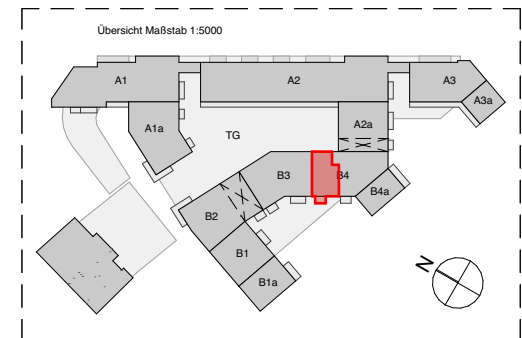 Übersicht Maßstab 1:5000
A1
A2
A3
A3a
A1a
A2a
TG
B3
B4
B4a
B2
B1
B1a
N